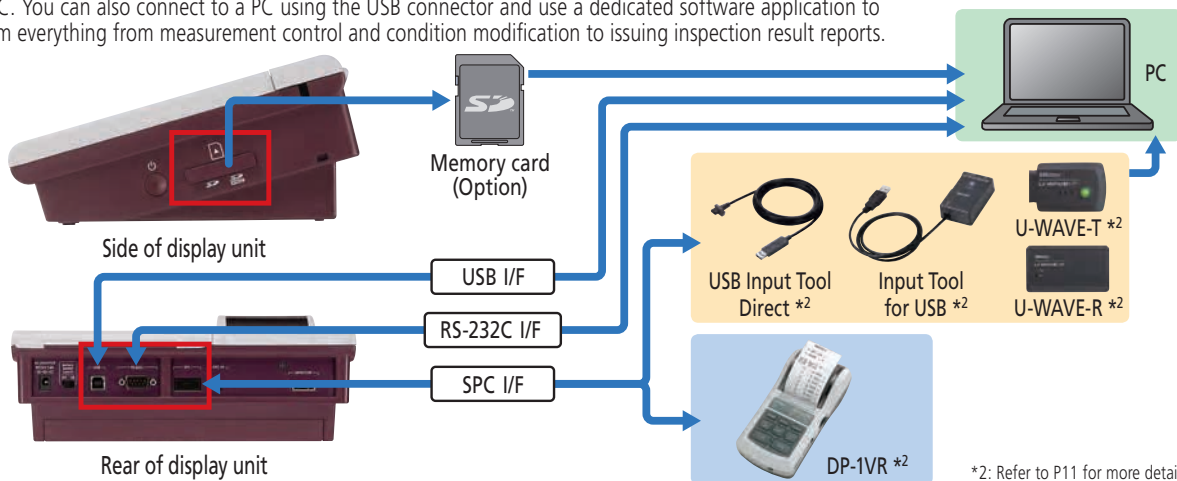 C. You can also connect to a PC using the USB connector and use a dedicated software application to
m everything from measurement control and condition modification to issuing inspection result reports.
PC
Memory card
(Option)
Side of display unit
USB I/F
RS-232C I/F
SPC I/F
USB Input Tool
Direct *2
Input Tool
for USB *2
U-WAVE-T *2
U-WAVE-R *2
DP-1VR *2
Rear of display unit
*2: Refer to P11 for more detai